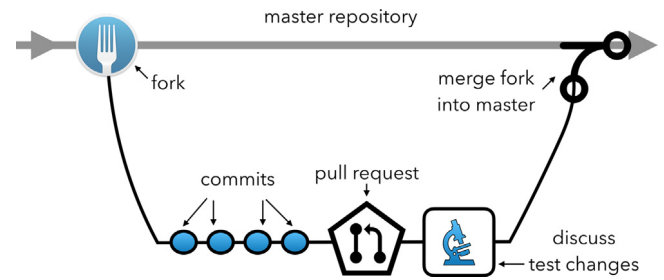 master repository
fork
merge fork
into master
commits
pull request
discuss
test changes